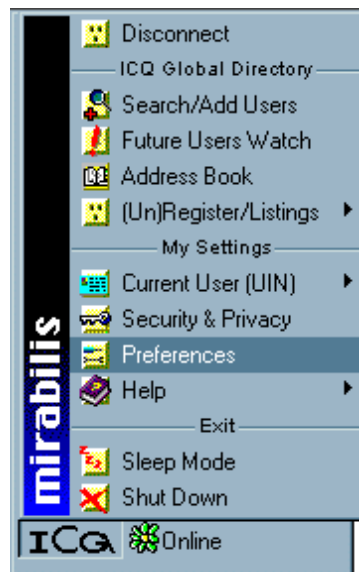 Disconnect
ICQ Global Directory
Search/Add Users
Future Users Watch
Address Book
(Un)Register/Listings
My Settings
Current User (UIN)
Security & Privacy
Preferences
Help
Exit
Sleep Mode
Shut Down
mirabilis
ICQ Online